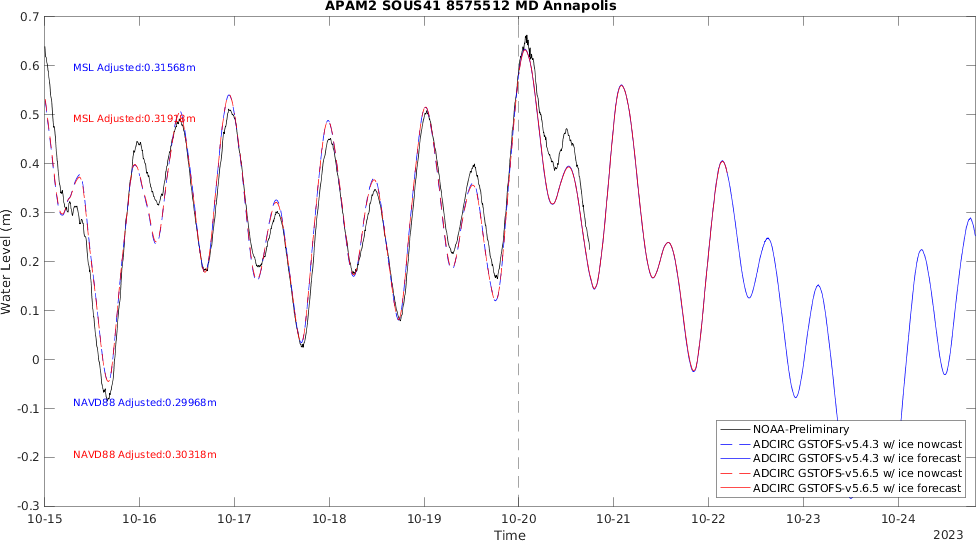 APAM2 SOUS41 8575512 MD Annapolis
0.7
0.6
0.5
0.4
0.3
0.2
0.1
0
-0.1
-0.2
-0.3
Water Level (m)
MSL Adjusted:0.31568m
MSL Adjusted:0.31918m
NAVD88 Adjusted:0.29968m
NAVD88 Adjusted:0.30318m
NOAA-Preliminary
ADCIRC GSTOFS-v5.4.3 w/ ice nowcast
ADCIRC GSTOFS-v5.4.3 w/ ice forecast
ADCIRC GSTOFS-v5.6.5 w/ ice nowcast
ADCIRC GSTOFS-v5.6.5 w/ ice forecast
10-15 10-16 10-17 10-18 10-19 10-20 10-21 10-22 10-23 10-24
Time
2023